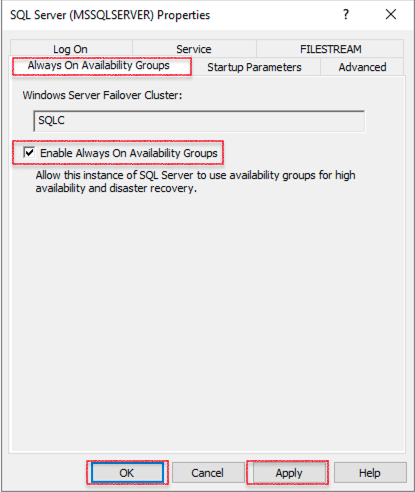 SQL Server (MSSQLSERVER) Properties ? ×
Log On Service FILESTREAM
Always On Availability Groups Startup Parameters Advanced
Windows Server Failover Cluster:
SQLC
Enable Always On Availability Groups
Allow this instance of SQL Server to use availability groups for high
availability and disaster recovery.
OK Cancel Apply Help